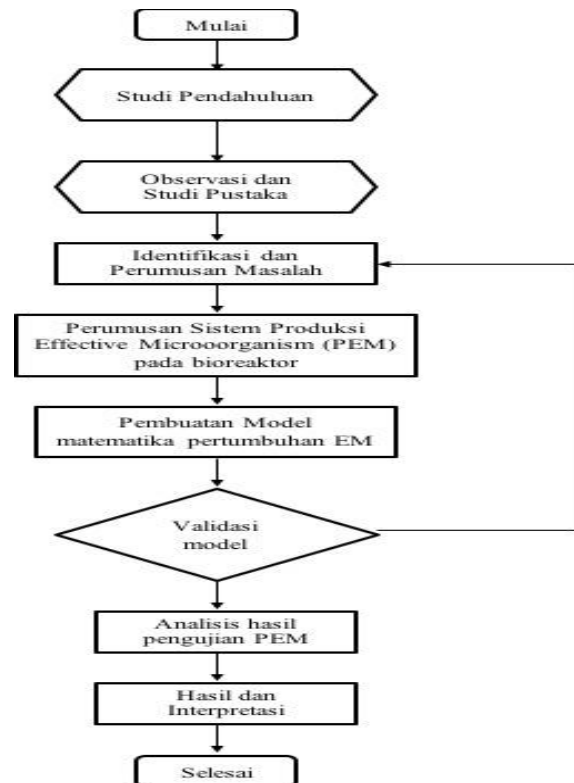 Mulai
Studi Pendahuluan
Observasi dan
Studi Pustaka
Identifikasi dan
Perumusan Masalah
Perumusan Sistem Produksi
Effective Microoorganism (PEM)
pada bioreaktor
Pembuatan Model
matematika pertumbuhan EM
Validasi
model
Analisis hasil
pengujian PEM
Hasil dan
Interpretasi
Selesai